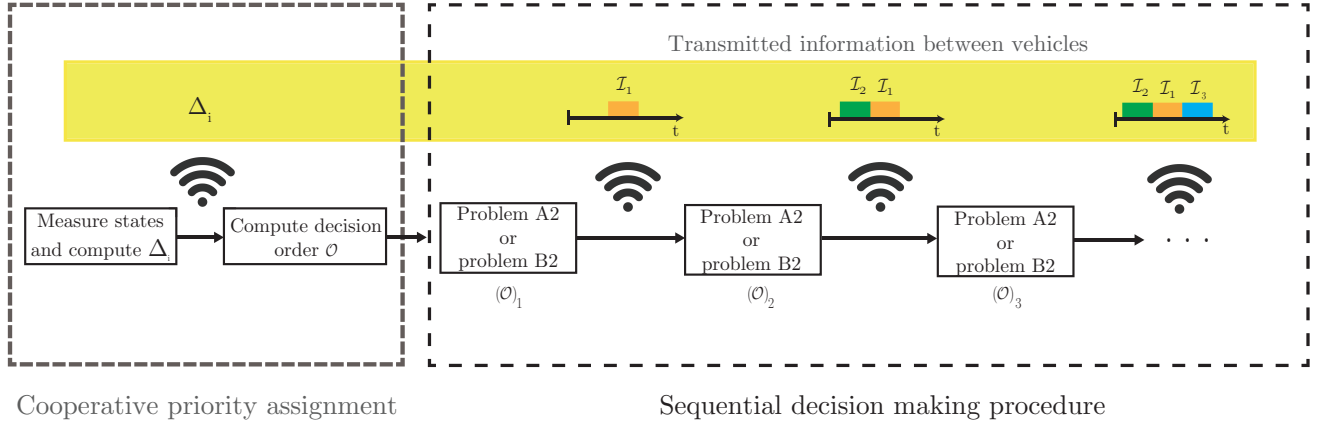 Transmitted information between vehicles
Δᵢ
ℐ₁
t
ℐ₂ ℐ₁
t
ℐ₂ ℐ₁ ℐ₃
t
Measure states
and compute Δᵢ
Compute decision
order 𝒪
Problem A2
or
problem B2
(𝒪)₁
Problem A2
or
problem B2
(𝒪)₂
Problem A2
or
problem B2
(𝒪)₃
. . .
Cooperative priority assignment
Sequential decision making procedure